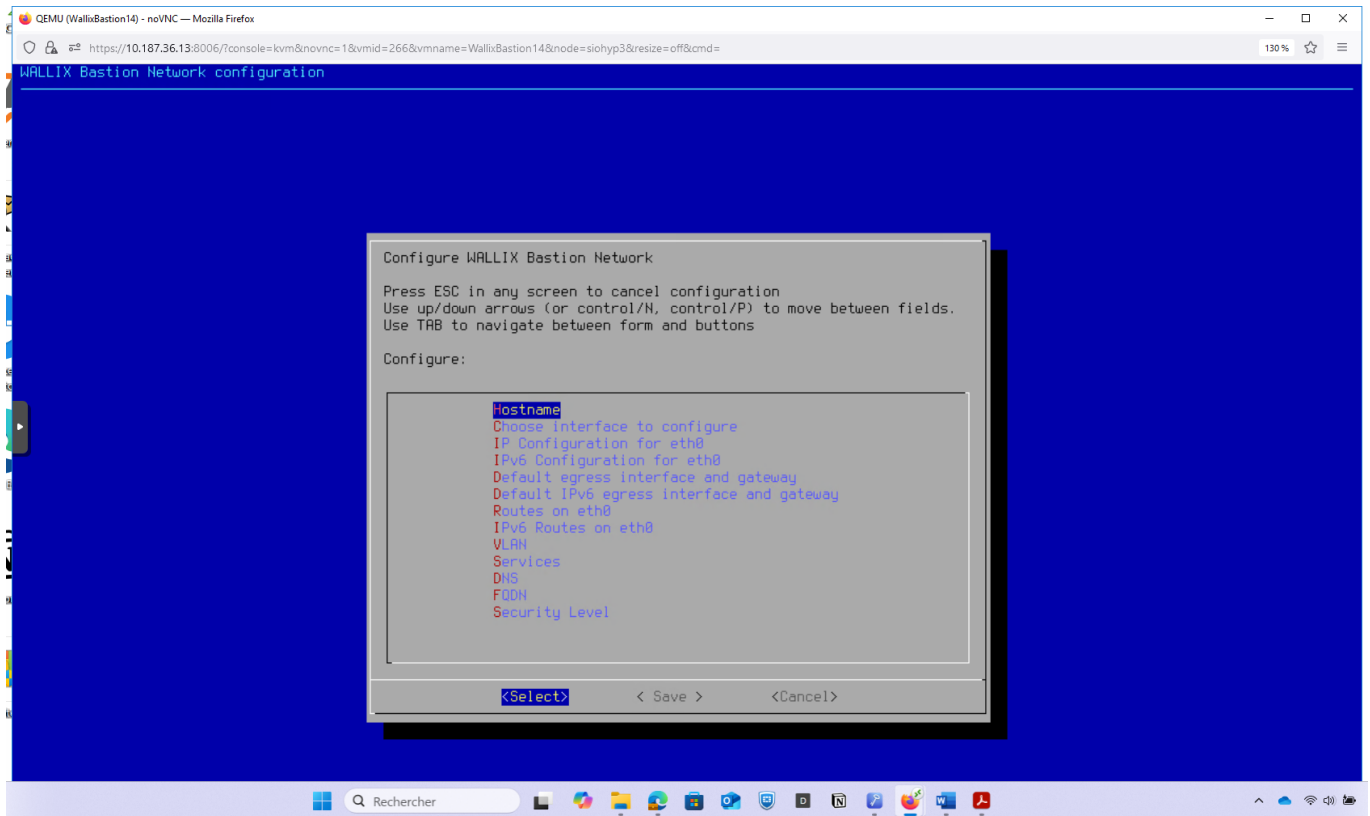 QEMU (WallixBastion14) - noVNC — Mozilla Firefox
https://10.187.36.13:8006/?console=kvm&novnc=1&vmid=266&vmname=WallixBastion14&node=siohyp3&resize=off&cmd=
130 %
WALLIX Bastion Network configuration
Configure WALLIX Bastion Network
Press ESC in any screen to cancel configuration
Use up/down arrows (or control/N, control/P) to move between fields.
Use TAB to navigate between form and buttons
Configure:
Hostname
Choose interface to configure
IP Configuration for eth0
IPv6 Configuration for eth0
Default egress interface and gateway
Default IPv6 egress interface and gateway
Routes on eth0
IPv6 Routes on eth0
VLAN
Services
DNS
FQDN
Security Level
<Select> < Save > <Cancel>
Rechercher